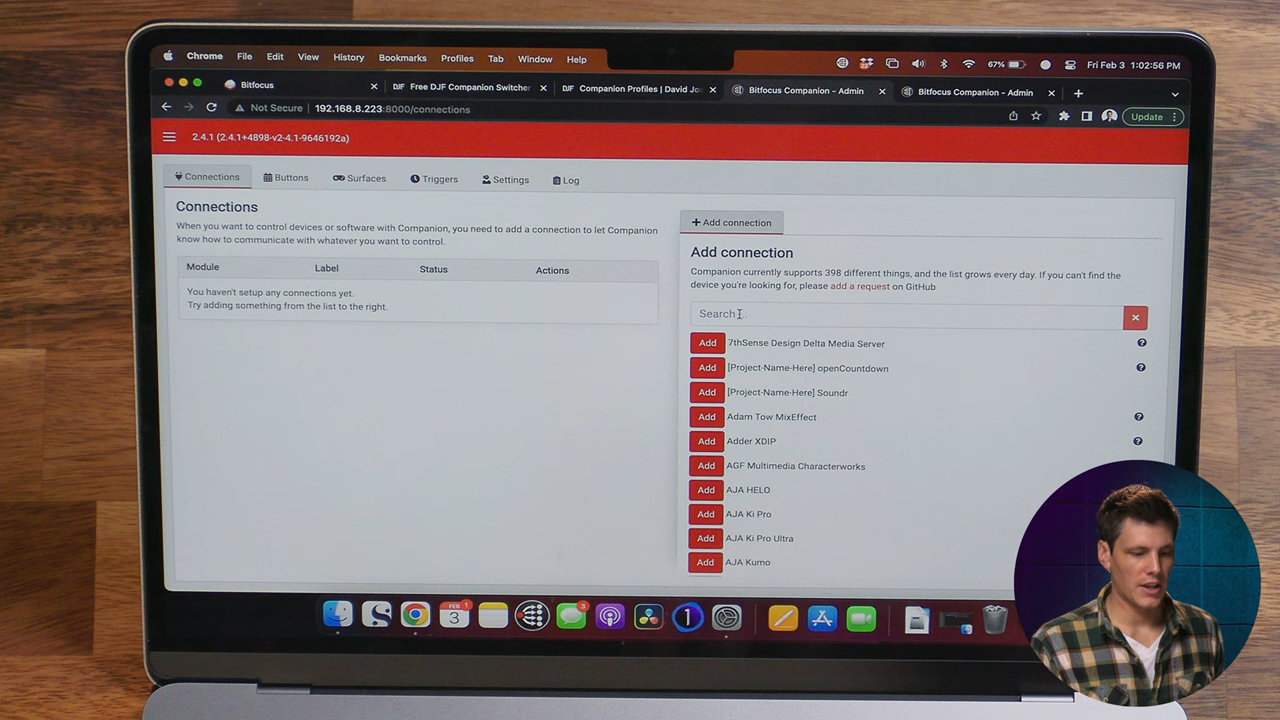 Chrome File Edit View History Bookmarks Profiles Tab Window Help 67% Fri Feb 3 1:02:56 PM
Bitfocus DJF Free DJF Companion Switcher DJF Companion Profiles | David Jos Bitfocus Companion - Admin Bitfocus Companion - Admin
Not Secure 192.168.8.223:8000/connections Update
2.4.1 (2.4.1+4898-v2-4.1-9646192a)
Connections Buttons Surfaces Triggers Settings Log
Connections
When you want to control devices or software with Companion, you need to add a connection to let Companion
know how to communicate with whatever you want to control.
Module Label Status Actions
You haven't setup any connections yet.
Try adding something from the list to the right.
Add connection
Add connection
Companion currently supports 398 different things, and the list grows every day. If you can't find the
device you're looking for, please add a request on GitHub
Search ...
Add 7thSense Design Delta Media Server
Add [Project-Name-Here] openCountdown
Add [Project-Name-Here] Soundr
Add Adam Tow MixEffect
Add Adder XDIP
Add AGF Multimedia Characterworks
Add AJA HELO
Add AJA Ki Pro
Add AJA Ki Pro Ultra
Add AJA Kumo
FEB 1 3 3 1